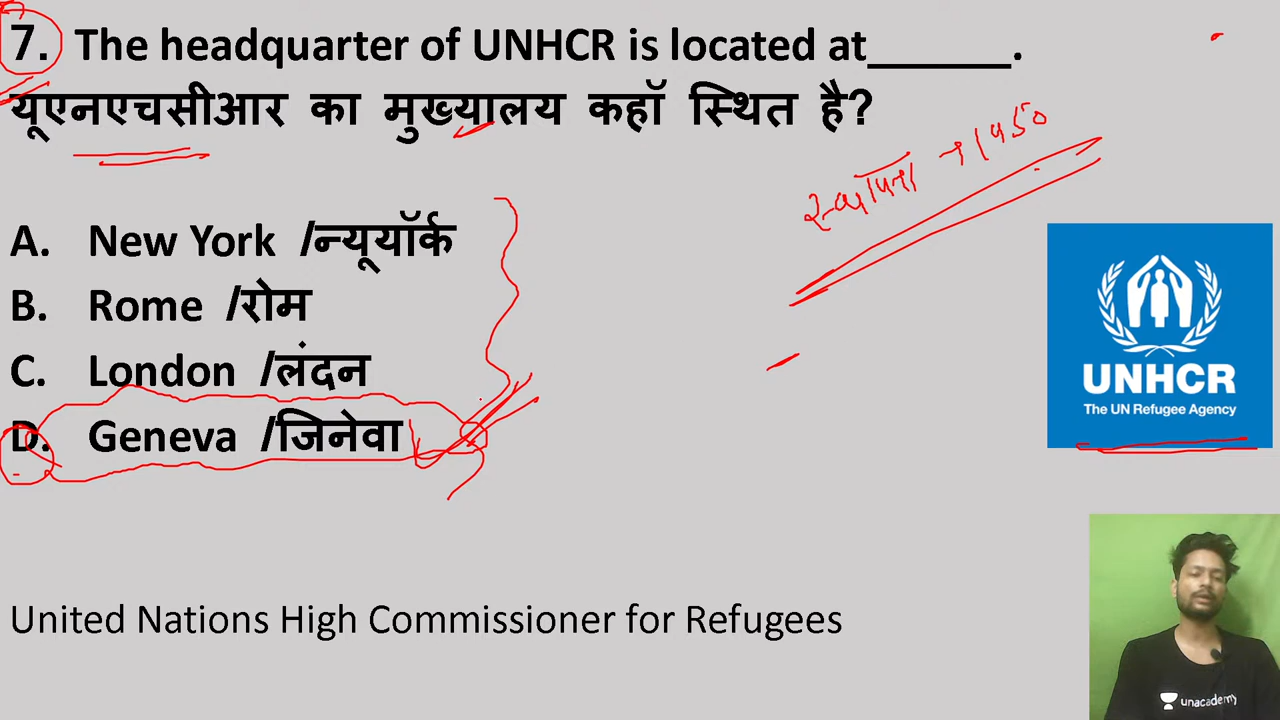 7. The headquarter of UNHCR is located at______.
यूएनएचसीआर का मुख्यालय कहॉ स्थित है?
स्थापना → 1950
A. New York /न्यूयॉर्क
B. Rome /रोम
C. London /लंदन
D. Geneva /जिनेवा
UNHCR
The UN Refugee Agency
United Nations High Commissioner for Refugees
unacademy